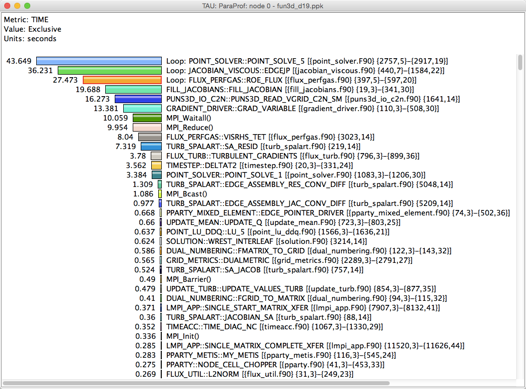 TAU: ParaProf: node 0 - fun3d_d19.ppk
Metric: TIME
Value: Exclusive
Units: seconds
43.649 Loop: POINT_SOLVER::POINT_SOLVE_5 [{point_solver.F90} {2757,5}-{2917,19}]
36.231 Loop: JACOBIAN_VISCOUS::EDGEJP [{jacobian_viscous.f90} {440,7}-{1584,22}]
27.473 Loop: FLUX_PERFGAS::ROE_FLUX [{flux_perfgas.f90} {397,5}-{597,20}]
19.688 FILL_JACOBIANS::FILL_JACOBIAN [{fill_jacobians.f90} {19,3}-{341,30}]
16.273 PUNS3D_IO_C2N::PUNS3D_READ_VGRID_C2N_SM [{puns3d_io_c2n.F90} {1641,14}]
13.381 GRADIENT_DRIVER::GRAD_VARIABLE [{gradient_driver.f90} {110,3}-{508,30}]
10.059 MPI_Waitall()
9.954 MPI_Reduce()
8.04 FLUX_PERFGAS::VISRHS_TET [{flux_perfgas.f90} {3023,14}]
7.319 TURB_SPALART::SA_RESID [{turb_spalart.f90} {219,14}]
3.78 FLUX_TURB::TURBULENT_GRADIENTS [{flux_turb.f90} {796,3}-{899,36}]
3.562 TIMESTEP::DELTAT2 [{timestep.f90} {20,3}-{331,24}]
3.384 POINT_SOLVER::POINT_SOLVE_1 [{point_solver.F90} {1083,3}-{1206,30}]
1.309 TURB_SPALART::EDGE_ASSEMBLY_RES_CONV_DIFF [{turb_spalart.f90} {5048,14}]
1.086 MPI_Bcast()
0.977 TURB_SPALART::EDGE_ASSEMBLY_JAC_CONV_DIFF [{turb_spalart.f90} {5209,14}]
0.668 PPARTY_MIXED_ELEMENT::EDGE_POINTER_DRIVER [{pparty_mixed_element.f90} {74,3}-{502,36}]
0.66 UPDATE_MEAN::UPDATE_Q [{update_mean.f90} {723,3}-{803,25}]
0.637 POINT_LU_DDQ::LU_5 [{point_lu_ddq.f90} {1566,3}-{1636,21}]
0.624 SOLUTION::WREST_INTERLEAF [{solution.f90} {3214,14}]
0.586 DUAL_NUMBERING::FMATRIX_TO_GRID [{dual_numbering.f90} {122,3}-{143,32}]
0.565 GRID_METRICS::DUALMETRIC [{grid_metrics.f90} {2289,3}-{2791,27}]
0.524 TURB_SPALART::SA_JACOB [{turb_spalart.f90} {757,14}]
0.49 MPI_Barrier()
0.479 UPDATE_TURB::UPDATE_VALUES_TURB [{update_turb.f90} {854,3}-{877,35}]
0.41 DUAL_NUMBERING::FGRID_TO_MATRIX [{dual_numbering.f90} {94,3}-{115,32}]
0.371 LMPI_APP::SINGLE_START_MATRIX_XFER [{lmpi_app.f90} {7907,3}-{8132,41}]
0.36 TURB_SPALART::JACOBIAN_SA [{turb_spalart.f90} {88,14}]
0.352 TIMEACC::TIME_DIAG_NC [{timeacc.f90} {1067,3}-{1330,29}]
0.336 MPI_Init()
0.285 LMPI_APP::SINGLE_MATRIX_COMPLETE_XFER [{lmpi_app.f90} {11520,3}-{11626,44}]
0.283 PPARTY_METIS::MY_METIS [{pparty_metis.F90} {116,3}-{545,24}]
0.275 PPARTY::NODE_CELL_CHOPPER [{pparty.f90} {41,3}-{453,33}]
0.269 FLUX_UTIL::L2NORM [{flux_util.f90} {31,3}-{249,23}]